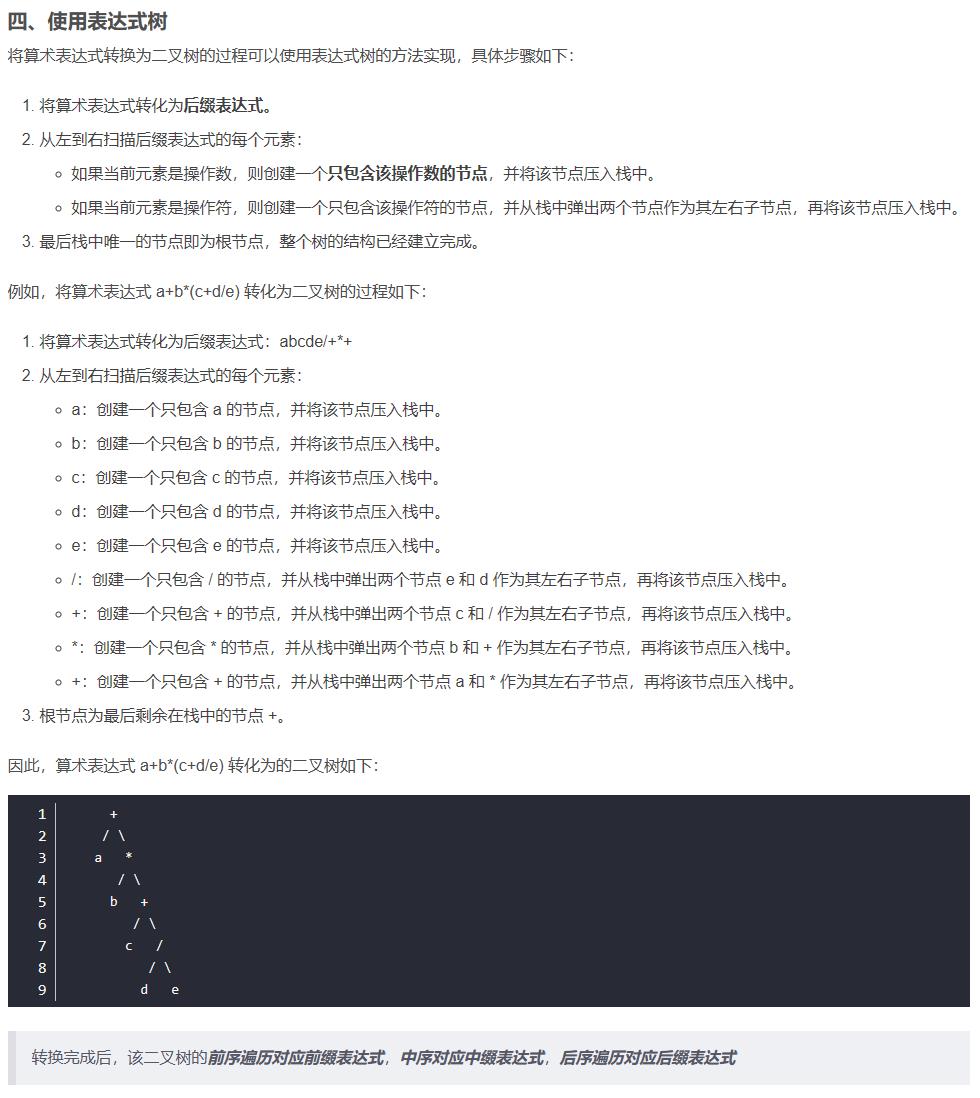 四、使用表达式树
将算术表达式转换为二叉树的过程可以使用表达式树的方法实现，具体步骤如下：
1. 将算术表达式转化为后缀表达式。
2. 从左到右扫描后缀表达式的每个元素：
◦ 如果当前元素是操作数，则创建一个只包含该操作数的节点，并将该节点压入栈中。
◦ 如果当前元素是操作符，则创建一个只包含该操作符的节点，并从栈中弹出两个节点作为其左右子节点，再将该节点压入栈中。
3. 最后栈中唯一的节点即为根节点，整个树的结构已经建立完成。
例如，将算术表达式 a+b*(c+d/e) 转化为二叉树的过程如下：
1. 将算术表达式转化为后缀表达式：abcde/+*+
2. 从左到右扫描后缀表达式的每个元素：
◦ a：创建一个只包含 a 的节点，并将该节点压入栈中。
◦ b：创建一个只包含 b 的节点，并将该节点压入栈中。
◦ c：创建一个只包含 c 的节点，并将该节点压入栈中。
◦ d：创建一个只包含 d 的节点，并将该节点压入栈中。
◦ e：创建一个只包含 e 的节点，并将该节点压入栈中。
◦ /：创建一个只包含 / 的节点，并从栈中弹出两个节点 e 和 d 作为其左右子节点，再将该节点压入栈中。
◦ +：创建一个只包含 + 的节点，并从栈中弹出两个节点 c 和 / 作为其左右子节点，再将该节点压入栈中。
◦ *：创建一个只包含 * 的节点，并从栈中弹出两个节点 b 和 + 作为其左右子节点，再将该节点压入栈中。
◦ +：创建一个只包含 + 的节点，并从栈中弹出两个节点 a 和 * 作为其左右子节点，再将该节点压入栈中。
3. 根节点为最后剩余在栈中的节点 +。
因此，算术表达式 a+b*(c+d/e) 转化为的二叉树如下：
1       +
2      / \
3     a   *
4        / \
5       b   +
6          / \
7         c   /
8            / \
9           d   e
转换完成后，该二叉树的前序遍历对应前缀表达式，中序对应中缀表达式，后序遍历对应后缀表达式